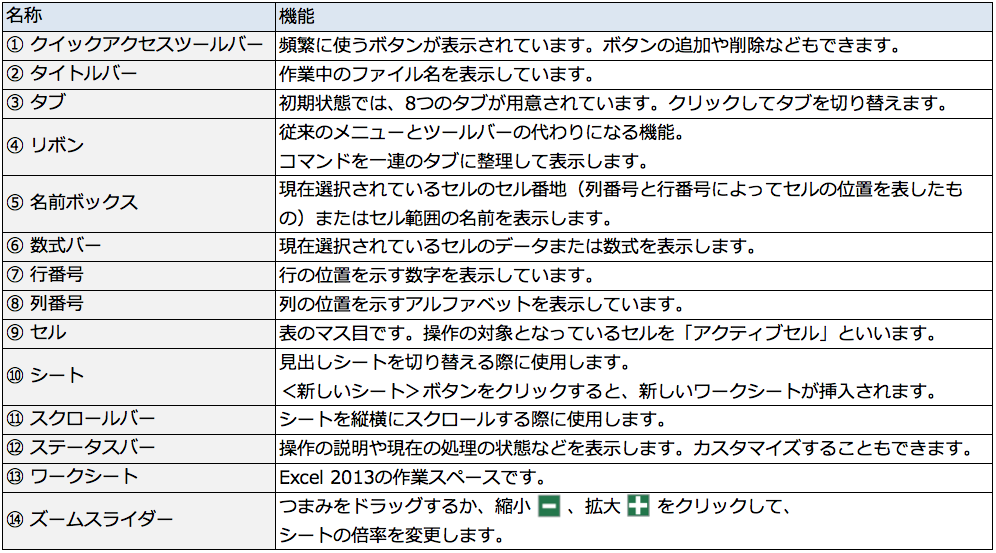 名称 機能
① クイックアクセスツールバー 頻繁に使うボタンが表示されています。ボタンの追加や削除などもできます。
② タイトルバー 作業中のファイル名を表示しています。
③ タブ 初期状態では、8つのタブが用意されています。クリックしてタブを切り替えます。
④ リボン 従来のメニューとツールバーの代わりになる機能。
コマンドを一連のタブに整理して表示します。
⑤ 名前ボックス 現在選択されているセルのセル番地（列番号と行番号によってセルの位置を表したも
の）またはセル範囲の名前を表示します。
⑥ 数式バー 現在選択されているセルのデータまたは数式を表示します。
⑦ 行番号 行の位置を示す数字を表示しています。
⑧ 列番号 列の位置を示すアルファベットを表示しています。
⑨ セル 表のマス目です。操作の対象となっているセルを「アクティブセル」といいます。
⑩ シート 見出しシートを切り替える際に使用します。
＜新しいシート＞ボタンをクリックすると、新しいワークシートが挿入されます。
⑪ スクロールバー シートを縦横にスクロールする際に使用します。
⑫ ステータスバー 操作の説明や現在の処理の状態などを表示します。カスタマイズすることもできます。
⑬ ワークシート Excel 2013の作業スペースです。
⑭ ズームスライダー つまみをドラッグするか、縮小 − 、拡大 + をクリックして、
シートの倍率を変更します。